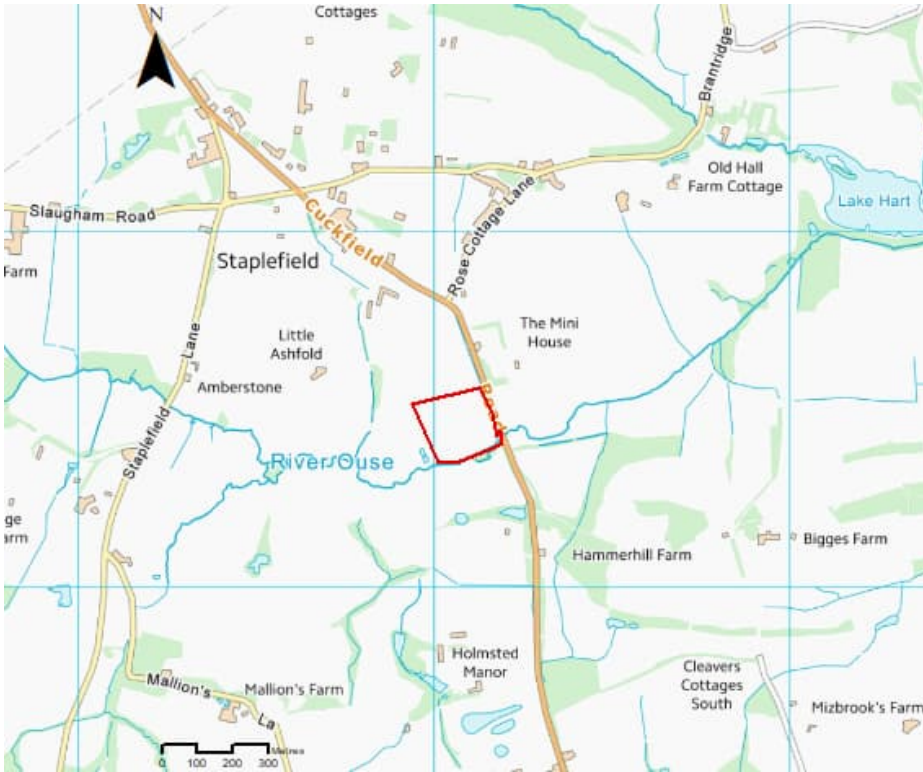 N
Cottages
Brantridge
Old Hall
Farm Cottage
Lake Hart
Slaugham Road
Cuckfield
Rose Cottage Lane
Farm
Staplefield
The Mini
House
Little
Ashfold
Lane
Amberstone
Road
Staplefield
River Ouse
ge
arm
Hammerhill Farm
Bigges Farm
Holmsted
Manor
Cleavers
Cottages
South
Mallion's
La
Mallion's Farm
Mizbrook's Farm
Metres
0 100 200 300